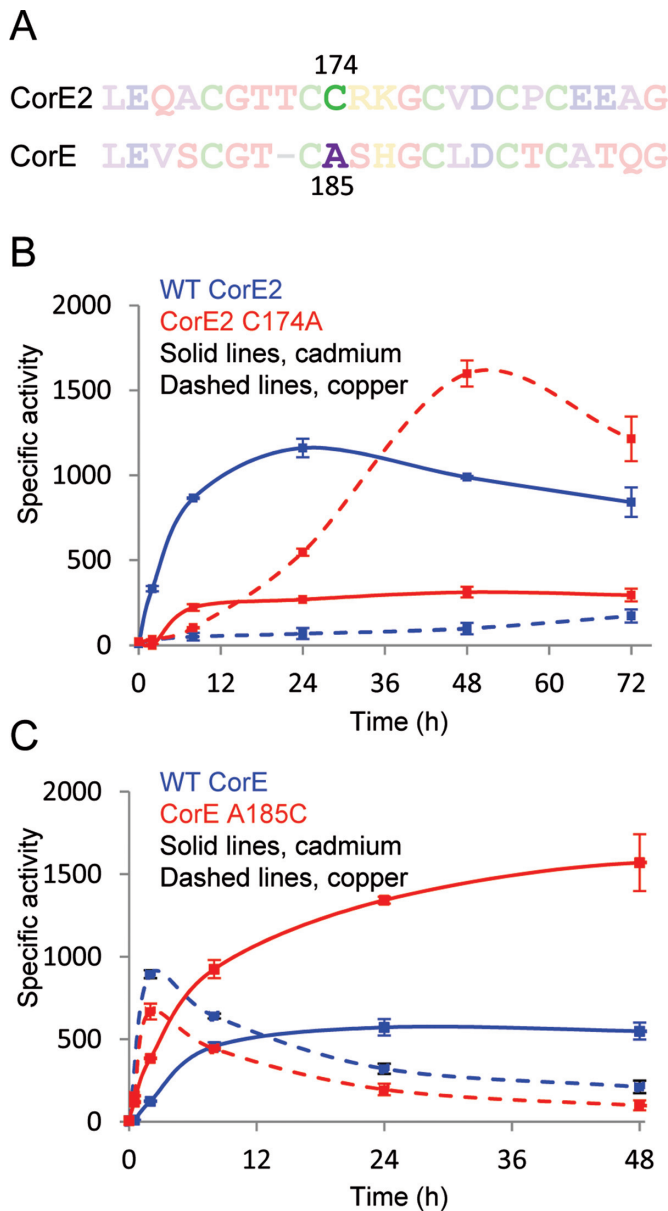 A
174
CorE2 LEQACGTTCCRKGCVDCPCEEAG
CorE LEVSCGT-CASHGCLDCTCATQG
185
B
WT CorE2
CorE2 C174A
Solid lines, cadmium
Dashed lines, copper
2000
1500
1000
500
0
Specific activity
0 12 24 36 48 60 72
Time (h)
C
WT CorE
CorE A185C
Solid lines, cadmium
Dashed lines, copper
2000
1500
1000
500
0
Specific activity
0 12 24 36 48
Time (h)